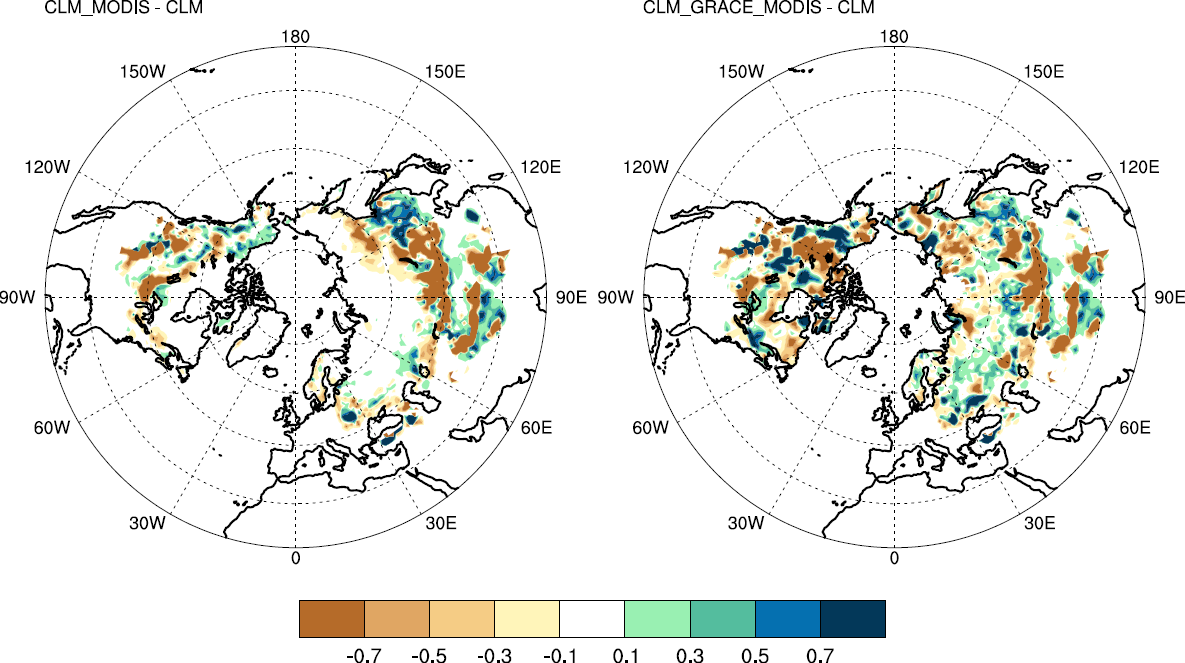 CLM_MODIS - CLM
CLM_GRACE_MODIS - CLM
180
180
150W
150E
150W
150E
120W
120E
120W
120E
90W
90E
90W
90E
60W
60E
60W
60E
30W
30E
30W
30E
0
0
-0.7 -0.5 -0.3 -0.1 0.1 0.3 0.5 0.7